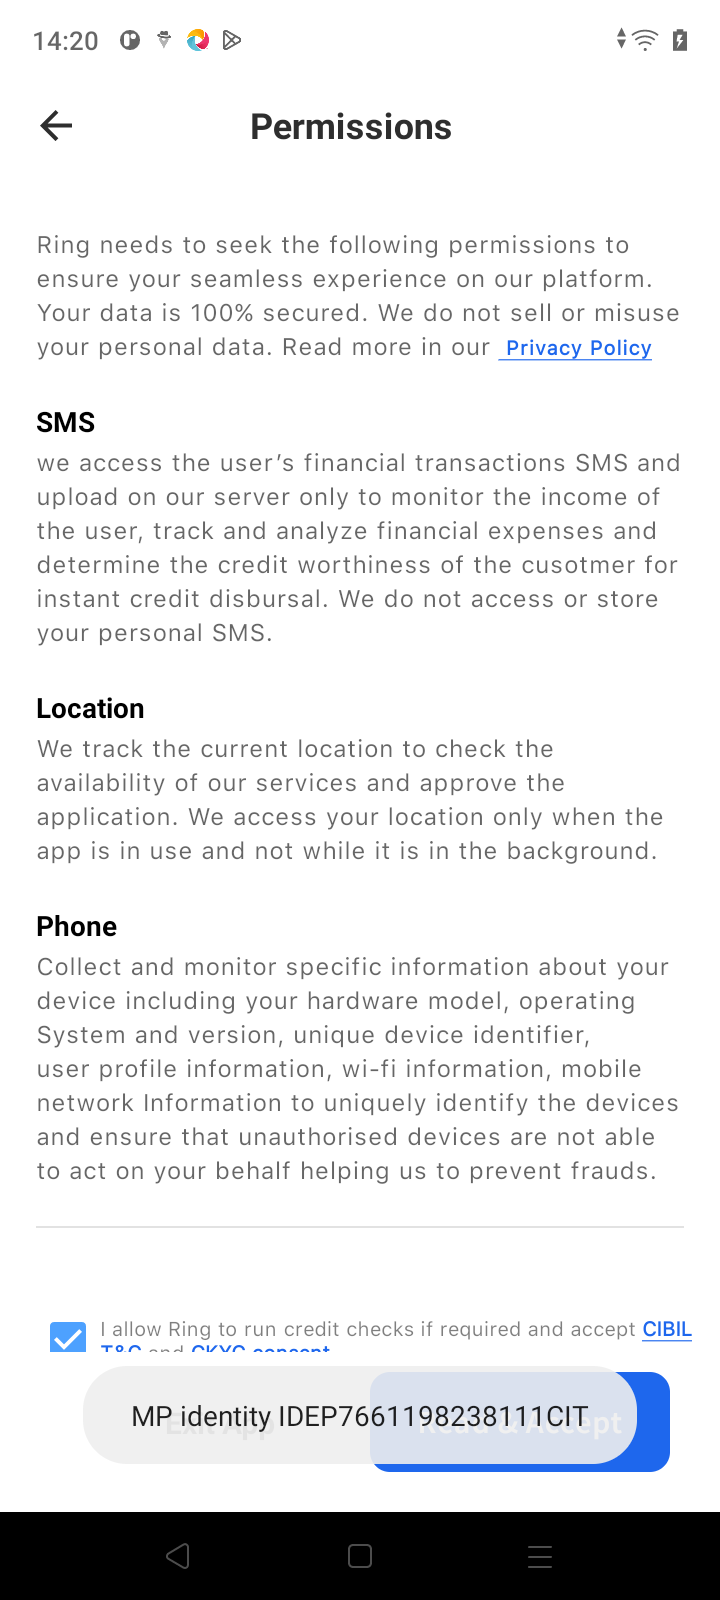 14:20
Permissions
Ring needs to seek the following permissions to
ensure your seamless experience on our platform.
Your data is 100% secured. We do not sell or misuse
your personal data. Read more in our Privacy Policy
SMS
we access the user’s financial transactions SMS and
upload on our server only to monitor the income of
the user, track and analyze financial expenses and
determine the credit worthiness of the cusotmer for
instant credit disbursal. We do not access or store
your personal SMS.
Location
We track the current location to check the
availability of our services and approve the
application. We access your location only when the
app is in use and not while it is in the background.
Phone
Collect and monitor specific information about your
device including your hardware model, operating
System and version, unique device identifier,
user profile information, wi-fi information, mobile
network Information to uniquely identify the devices
and ensure that unauthorised devices are not able
to act on your behalf helping us to prevent frauds.
I allow Ring to run credit checks if required and accept CIBIL
T&C and CKYC consent
Exit App
Read & Accept
MP identity IDEP7661198238111CIT